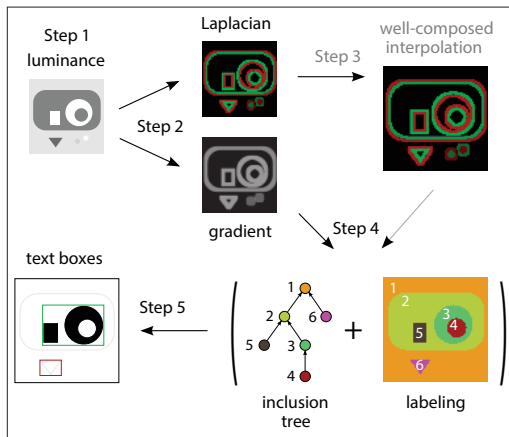 Step 1
luminance
Laplacian
Step 3
well-composed
interpolation
Step 2
gradient
Step 4
text boxes
Step 5
1
2
6
5
3
4
inclusion
tree
+
1
2
3
4
5
6
labeling